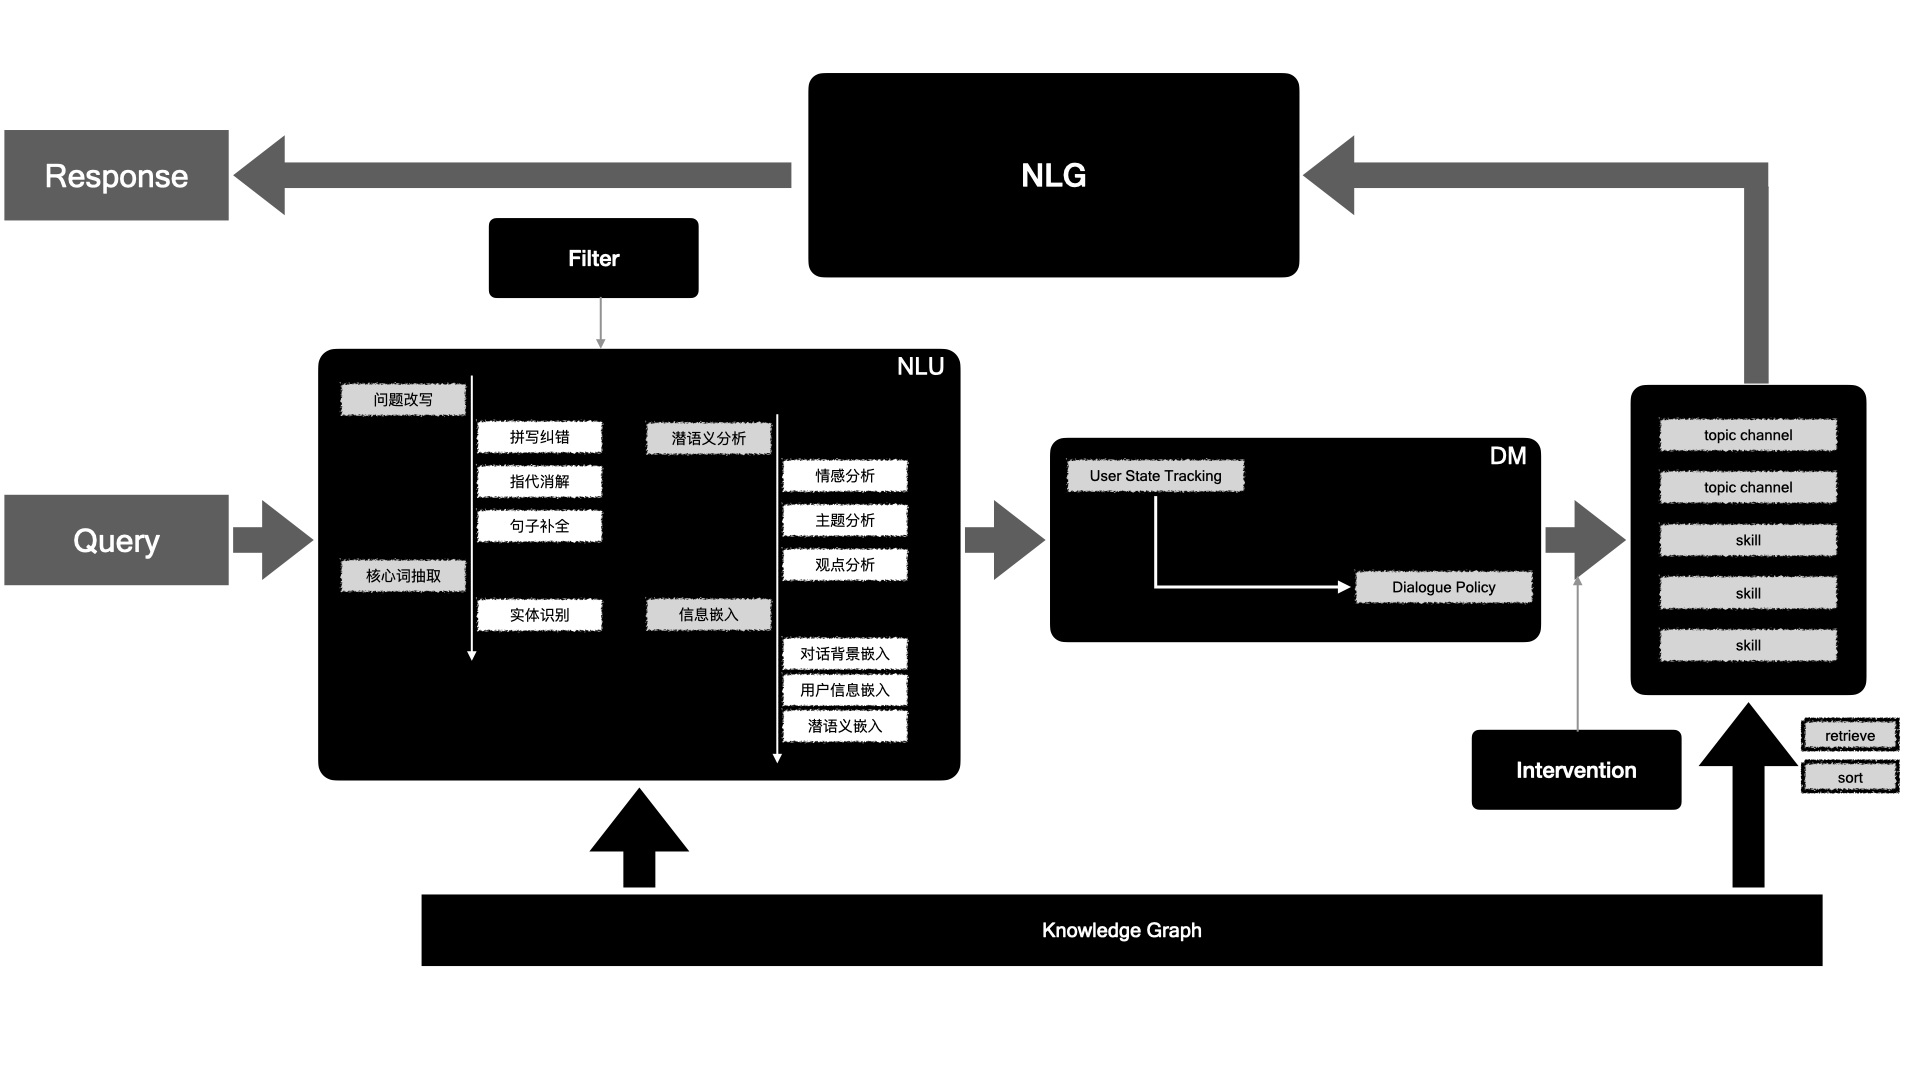 NLG
Response
Filter
NLU
问题改写
拼写纠错
指代消解
句子补全
核心词抽取
实体识别
潜语义分析
情感分析
主题分析
观点分析
信息嵌入
对话背景嵌入
用户信息嵌入
潜语义嵌入
Query
DM
User State Tracking
Dialogue Policy
topic channel
topic channel
skill
skill
skill
retrieve
sort
Intervention
Knowledge Graph